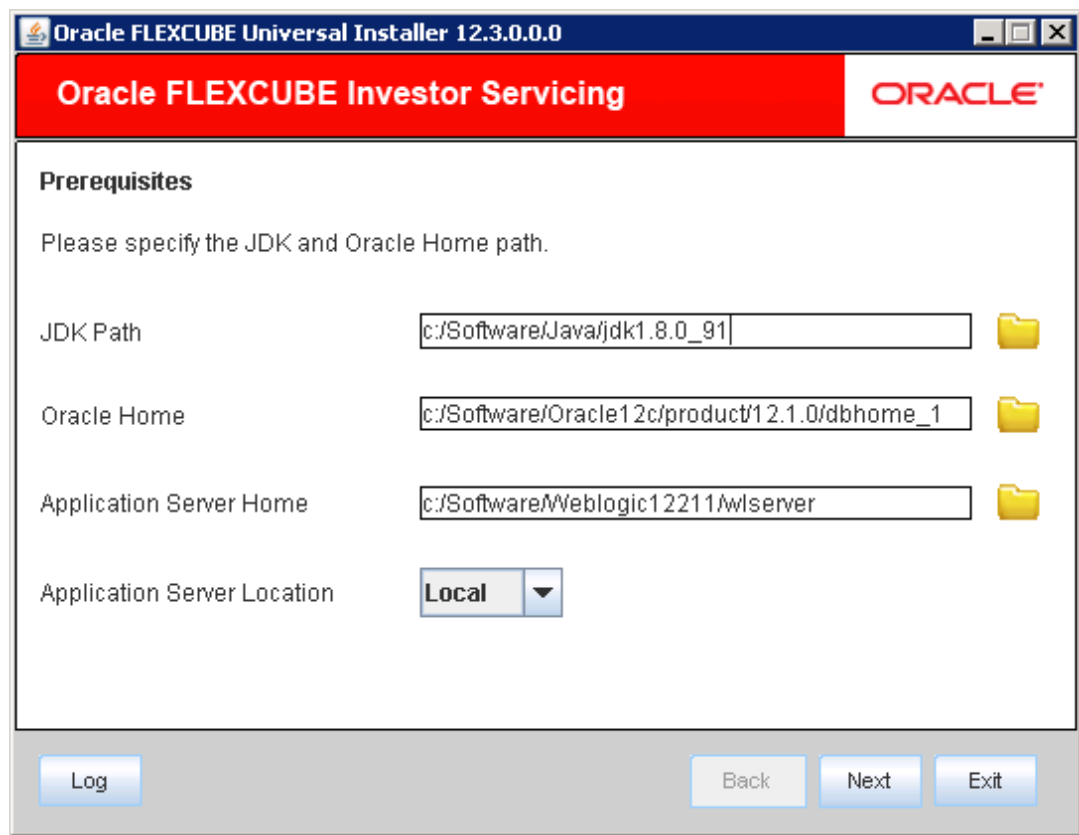 Oracle FLEXCUBE Universal Installer 12.3.0.0.0
Oracle FLEXCUBE Investor Servicing
ORACLE
Prerequisites
Please specify the JDK and Oracle Home path.
JDK Path c:/Software/Java/jdk1.8.0_91
Oracle Home c:/Software/Oracle12c/product/12.1.0/dbhome_1
Application Server Home c:/Software/Weblogic12211/wlserver
Application Server Location Local
Log Back Next Exit